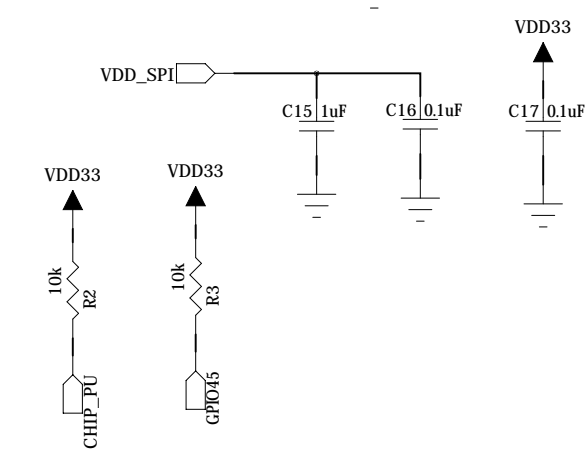 VDD33
VDD_SPI
C15 1uF
C16 0.1uF
C17 0.1uF
VDD33
VDD33
10k
R2
10k
R3
CHIP_PU
GPIO45